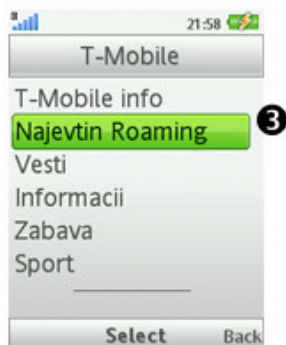 21:58
T-Mobile
T-Mobile info
Najevtin Roaming
3
Vesti
Informacii
Zabava
Sport
Select Back